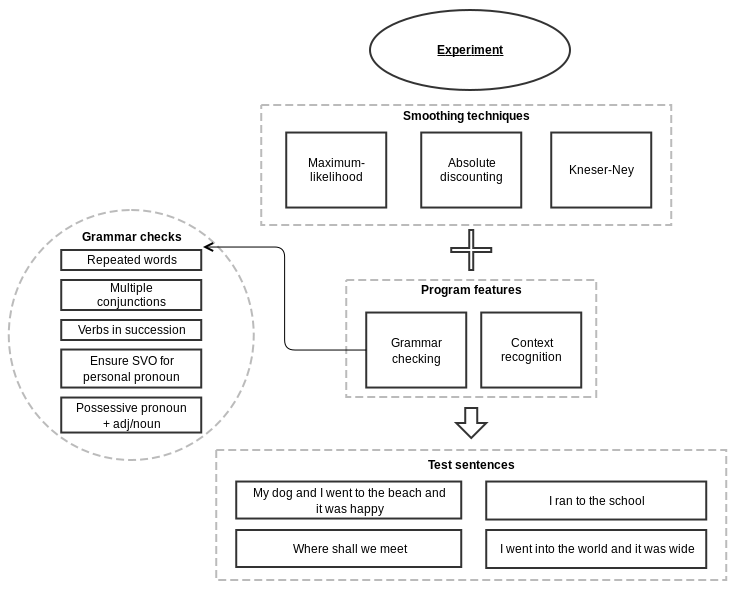 Experiment
Smoothing techniques
Maximum-
likelihood
Absolute
discounting
Kneser-Ney
Grammar checks
Repeated words
Multiple
conjunctions
Verbs in succession
Ensure SVO for
personal pronoun
Possessive pronoun
+ adj/noun
Program features
Grammar
checking
Context
recognition
Test sentences
My dog and I went to the beach and
it was happy
I ran to the school
Where shall we meet
I went into the world and it was wide